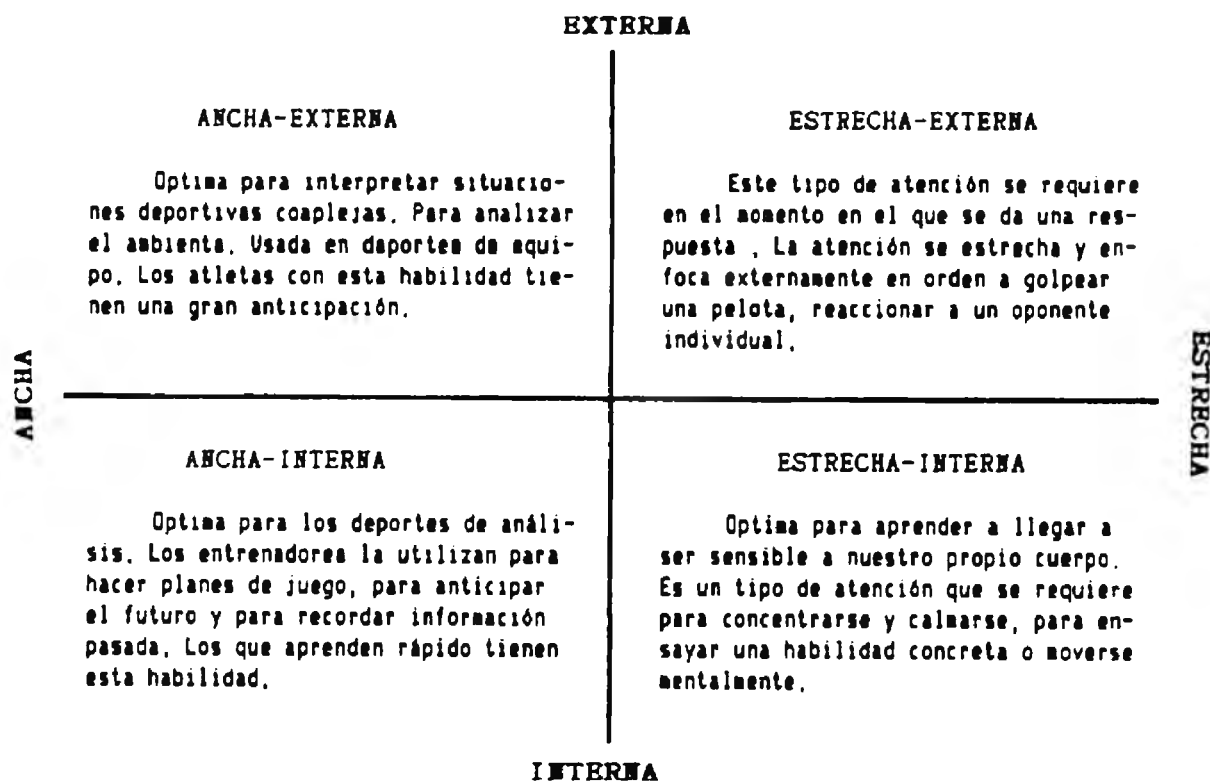 EXTERNA
ANCHA-EXTERNA
Optima para interpretar situacio-
nes deportivas complejas. Para analizar
el ambiente. Usada en deportes de equi-
po. Los atletas con esta habilidad tie-
nen una gran anticipación.
ESTRECHA-EXTERNA
Este tipo de atención se requiere
en el momento en el que se da una res-
puesta . La atención se estrecha y en-
foca externamente en orden a golpear
una pelota, reaccionar a un oponente
individual.
ANCHA
ESTRECHA
ANCHA-INTERNA
Optima para los deportes de análi-
sis. Los entrenadores la utilizan para
hacer planes de juego, para anticipar
el futuro y para recordar información
pasada. Los que aprenden rápido tienen
esta habilidad.
ESTRECHA-INTERNA
Optima para aprender a llegar a
ser sensible a nuestro propio cuerpo.
Es un tipo de atención que se requiere
para concentrarse y calmarse, para en-
sayar una habilidad concreta o moverse
mentalmente.
INTERNA